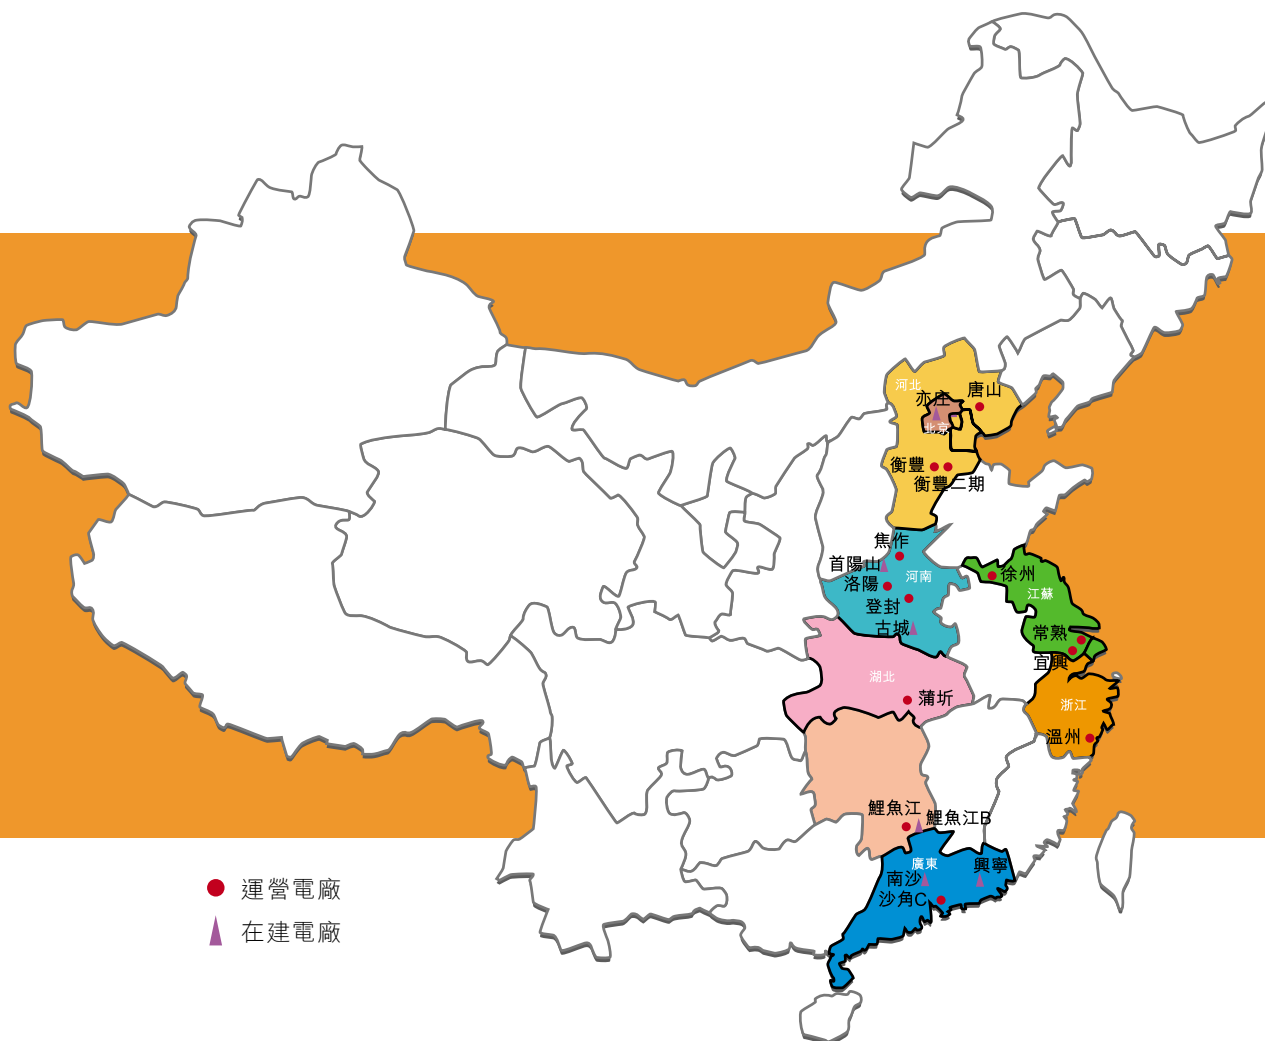 河北
唐山
亦庄
北京
衡豐
衡豐二期
焦作
首陽山
河南
洛陽
登封
古城
徐州
江蘇
常熟
宜興
湖北
蒲圻
浙江
溫州
鯉魚江
鯉魚江B
廣東
興寧
南沙
沙角C
運營電廠
在建電廠